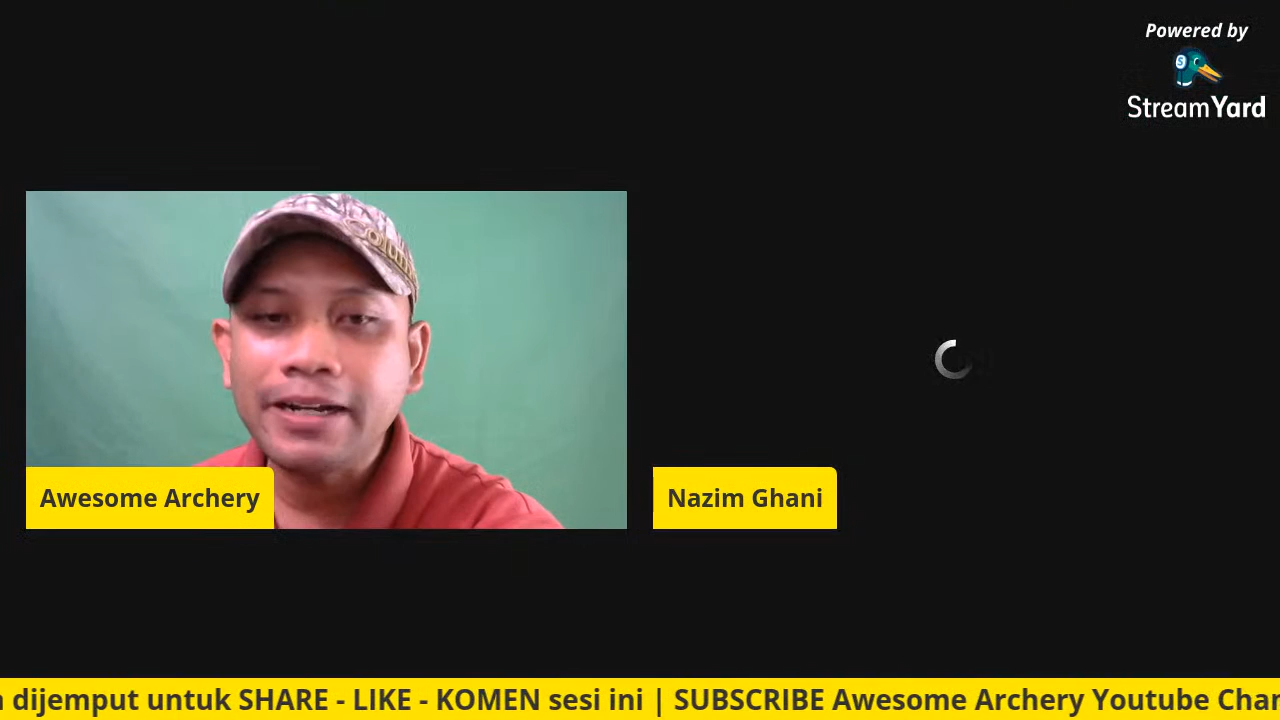 Powered by
StreamYard
Awesome Archery
Nazim Ghani
dijemput untuk SHARE - LIKE - KOMEN sesi ini | SUBSCRIBE Awesome Archery Youtube